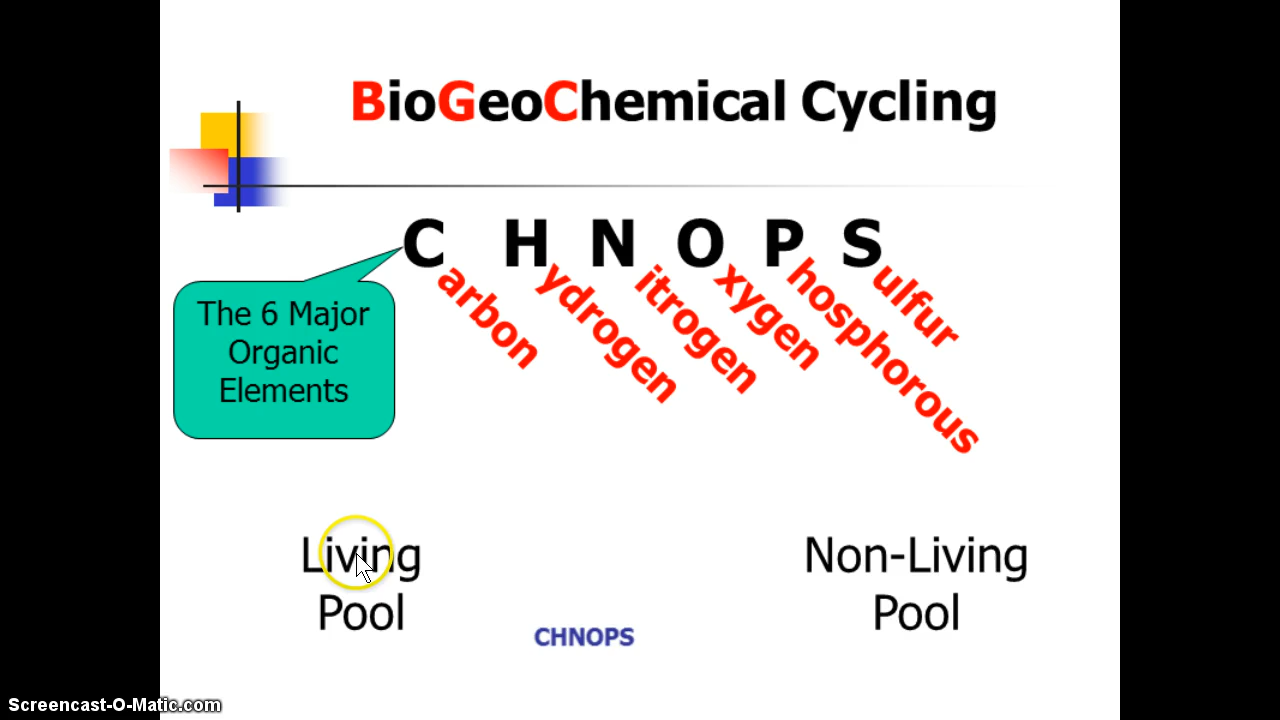 BioGeoChemical Cycling
C H N O P S
arbon
ydrogen
itrogen
xygen
hosphorous
ulfur
The 6 Major
Organic
Elements
Living
Pool
Non-Living
Pool
CHNOPS
Screencast-O-Matic.com